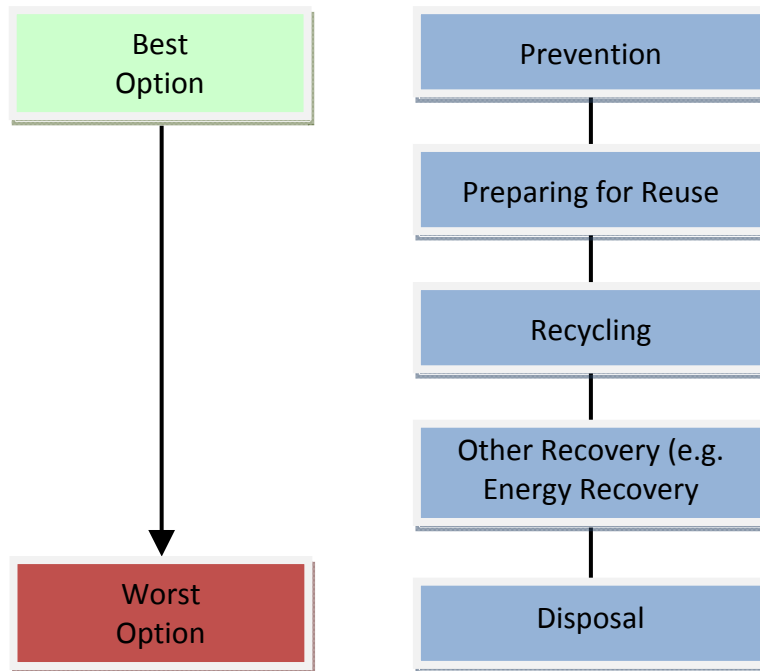 Best
Option
Prevention
Preparing for Reuse
Recycling
Other Recovery (e.g.
Energy Recovery
Worst
Option
Disposal